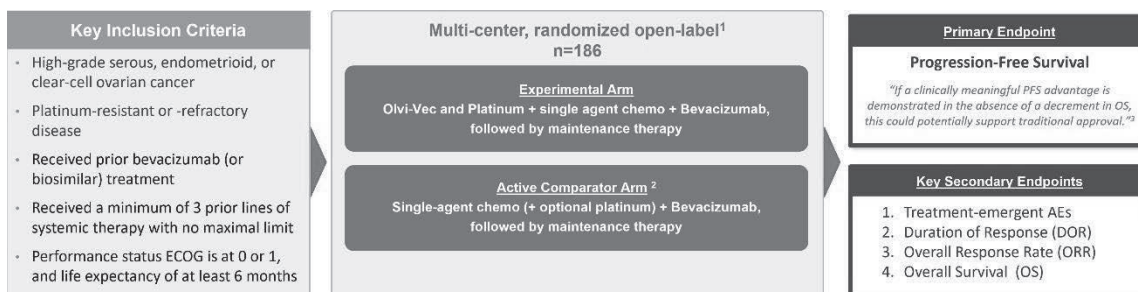 Key Inclusion Criteria
• High-grade serous, endometrioid, or
clear-cell ovarian cancer
• Platinum-resistant or -refractory
disease
• Received prior bevacizumab (or
biosimilar) treatment
• Received a minimum of 3 prior lines of
systemic therapy with no maximal limit
• Performance status ECOG is at 0 or 1,
and life expectancy of at least 6 months
Multi-center, randomized open-label¹
n=186
Experimental Arm
Olvi-Vec and Platinum + single agent chemo + Bevacizumab,
followed by maintenance therapy
Active Comparator Arm ²
Single-agent chemo (+ optional platinum) + Bevacizumab,
followed by maintenance therapy
Primary Endpoint
Progression-Free Survival
"If a clinically meaningful PFS advantage is
demonstrated in the absence of a decrement in OS,
this could potentially support traditional approval."³
Key Secondary Endpoints
1. Treatment-emergent AEs
2. Duration of Response (DOR)
3. Overall Response Rate (ORR)
4. Overall Survival (OS)